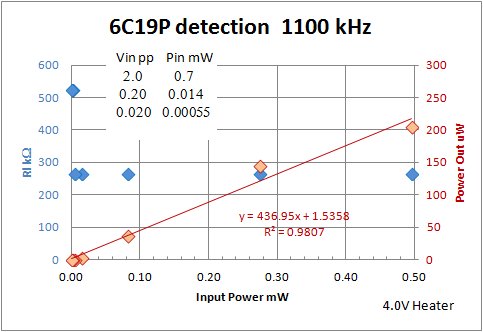 6C19P detection  1100 kHz
Vin pp  Pin mW
2.0  0.7
0.20  0.014
0.020  0.00055
600
500
400
300
200
100
0
Rl kΩ
300
250
200
150
100
50
0
Power Out uW
y = 436.95x + 1.5358
R² = 0.9807
0.00  0.10  0.20  0.30  0.40  0.50
Input Power mW
4.0V Heater